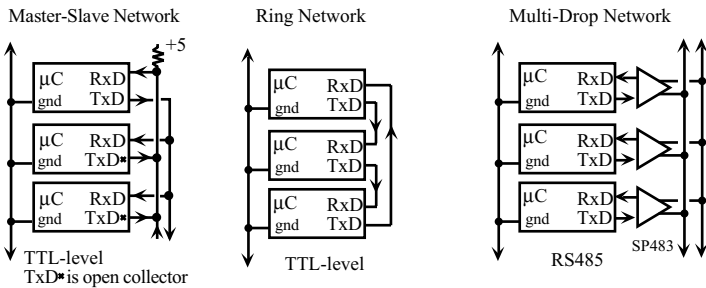 Master-Slave Network
+5
µC RxD
gnd TxD
µC RxD
gnd TxD*
µC RxD
gnd TxD*
TTL-level
TxD* is open collector
Ring Network
µC RxD
gnd TxD
µC RxD
gnd TxD
µC RxD
gnd TxD
TTL-level
Multi-Drop Network
µC RxD
gnd TxD
µC RxD
gnd TxD
µC RxD
gnd TxD
SP483
RS485